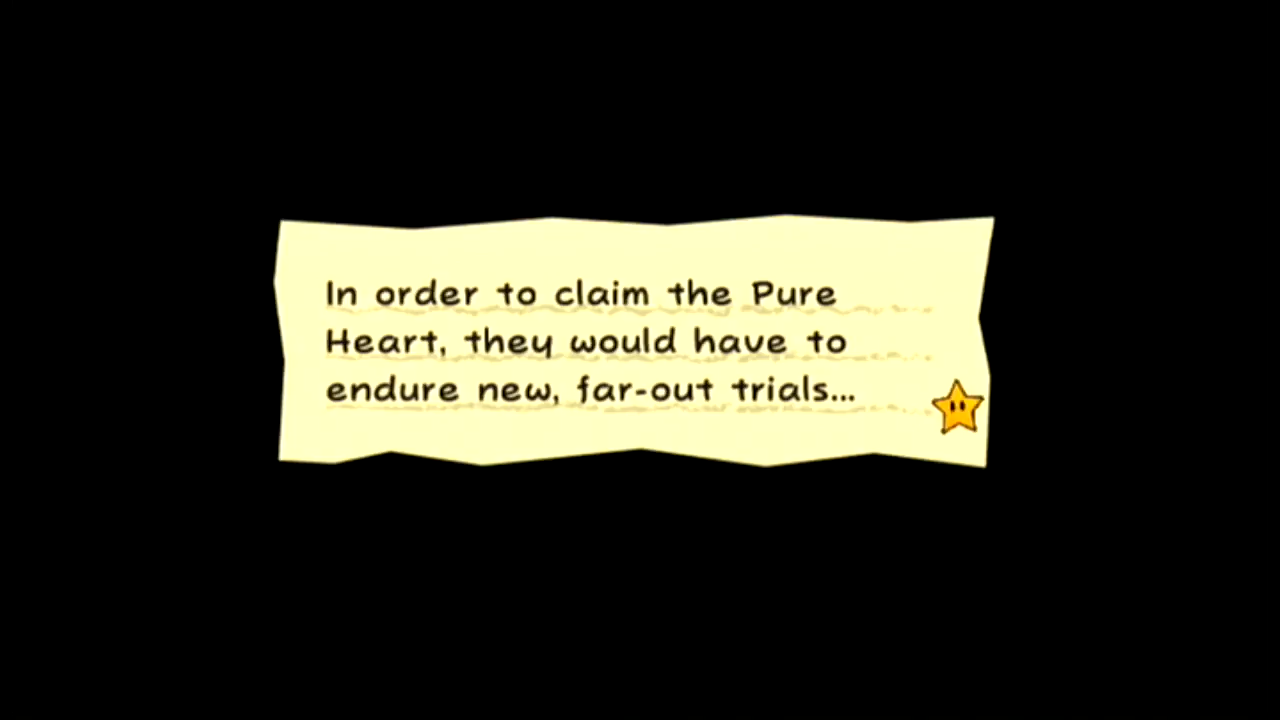 In order to claim the Pure
Heart, they would have to
endure new, far-out trials...